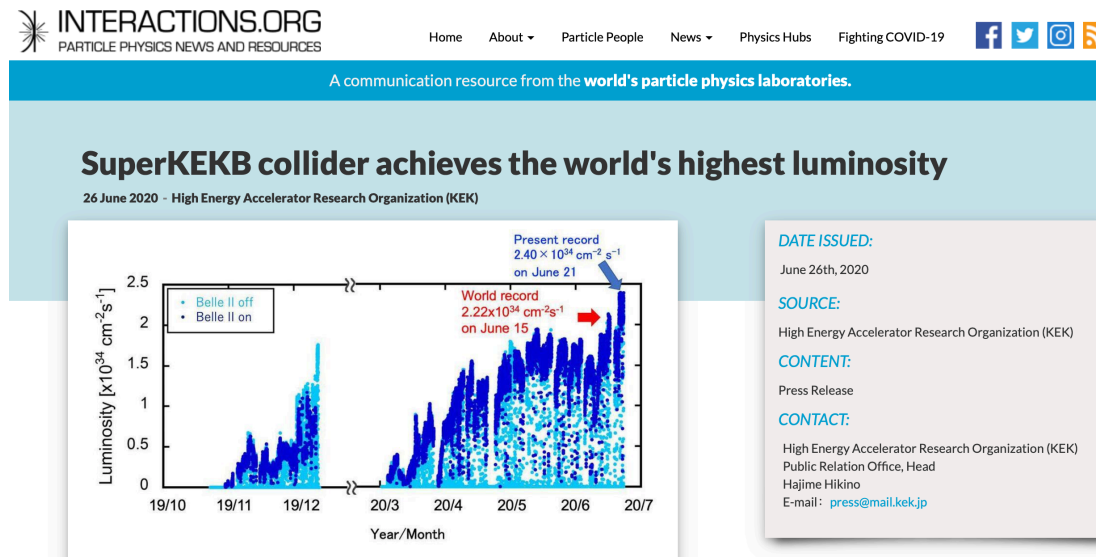 INTERACTIONS.ORG
PARTICLE PHYSICS NEWS AND RESOURCES
Home About Particle People News Physics Hubs Fighting COVID-19
A communication resource from the world's particle physics laboratories.
SuperKEKB collider achieves the world's highest luminosity
26 June 2020 - High Energy Accelerator Research Organization (KEK)
Present record
2.40 × 10³⁴ cm⁻² s⁻¹
on June 21
World record
2.22x10³⁴ cm⁻²s⁻¹
on June 15
Belle II off
Belle II on
Luminosity [x10³⁴ cm⁻²s⁻¹]
2.5
2
1.5
1
0.5
0
19/10 19/11 19/12 20/3 20/4 20/5 20/6 20/7
Year/Month
DATE ISSUED:
June 26th, 2020
SOURCE:
High Energy Accelerator Research Organization (KEK)
CONTENT:
Press Release
CONTACT:
High Energy Accelerator Research Organization (KEK)
Public Relation Office, Head
Hajime Hikino
E-mail： press@mail.kek.jp